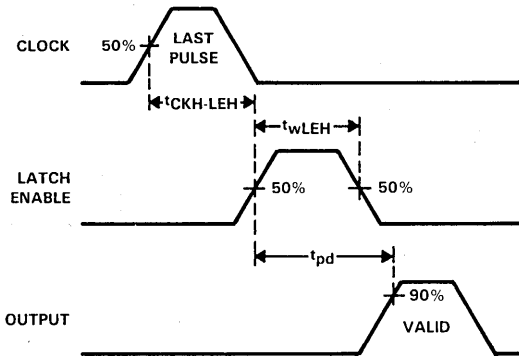 CLOCK
50%
LAST
PULSE
tCKH-LEH
twLEH
LATCH
ENABLE
50%
50%
tpd
OUTPUT
90%
VALID